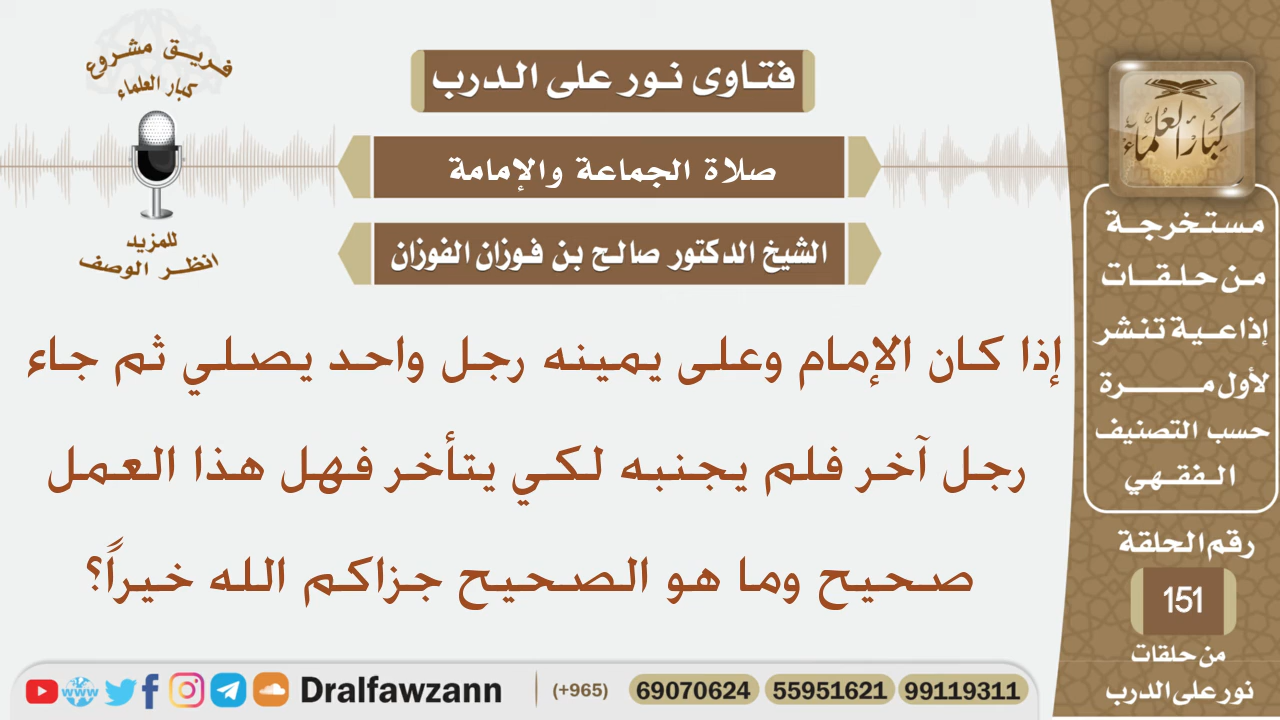 فريق مشروع
كبار العلماء
للمزيد
انظر الوصف
فتاوى نور على الدرب
صلاة الجماعة والإمامة
الشيخ الدكتور صالح بن فوزان الفوزان
إذا كان الإمام وعلى يمينه رجل واحد يصلي ثم جاء
رجل آخر فلم يجنبه لكي يتأخر فهل هذا العمل
صحيح وما هو الصحيح جزاكم الله خيراً؟
كبار العلماء
مستخرجة
من حلقات
إذاعية تنشر
لأول مرة
حسب التصنيف
الفقهي
رقم الحلقة
151
من حلقات
نور على الدرب
www
Dralfawzann
(+965)
69070624
55951621
99119311